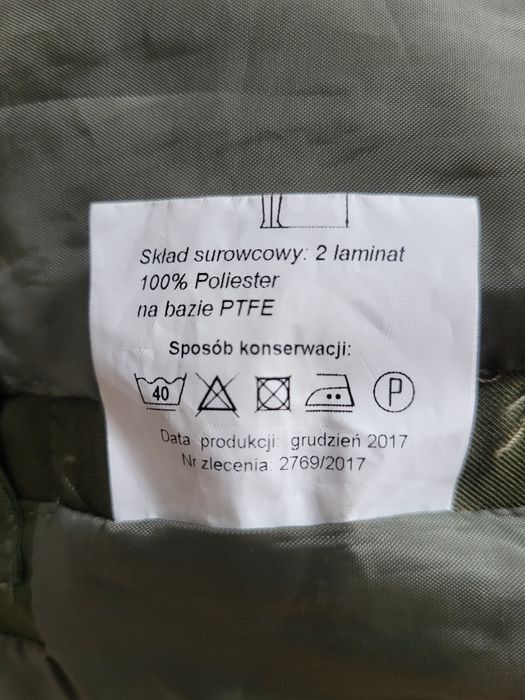 Skład surowcowy: 2 laminat
100% Poliester
na bazie PTFE
Sposób konserwacji:
40 P
Data produkcji: grudzień 2017
Nr zlecenia: 2769/2017